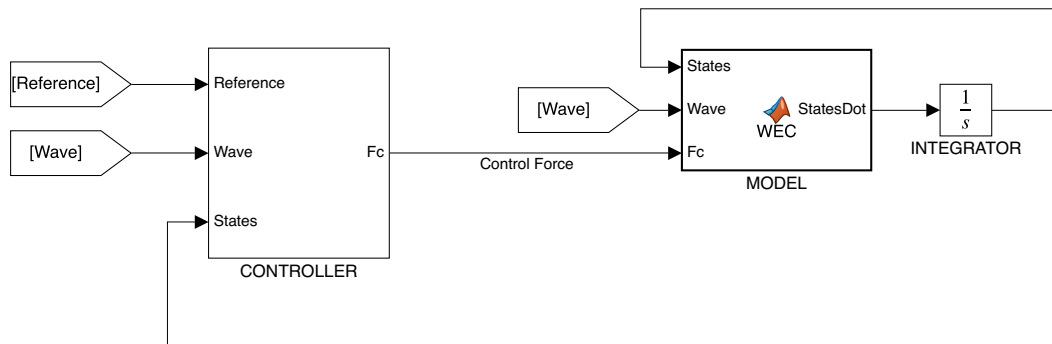 [Reference]
Reference
[Wave]
Wave
States
Fc
CONTROLLER
Control Force
[Wave]
States
Wave
Fc
WEC
StatesDot
MODEL
1
s
INTEGRATOR